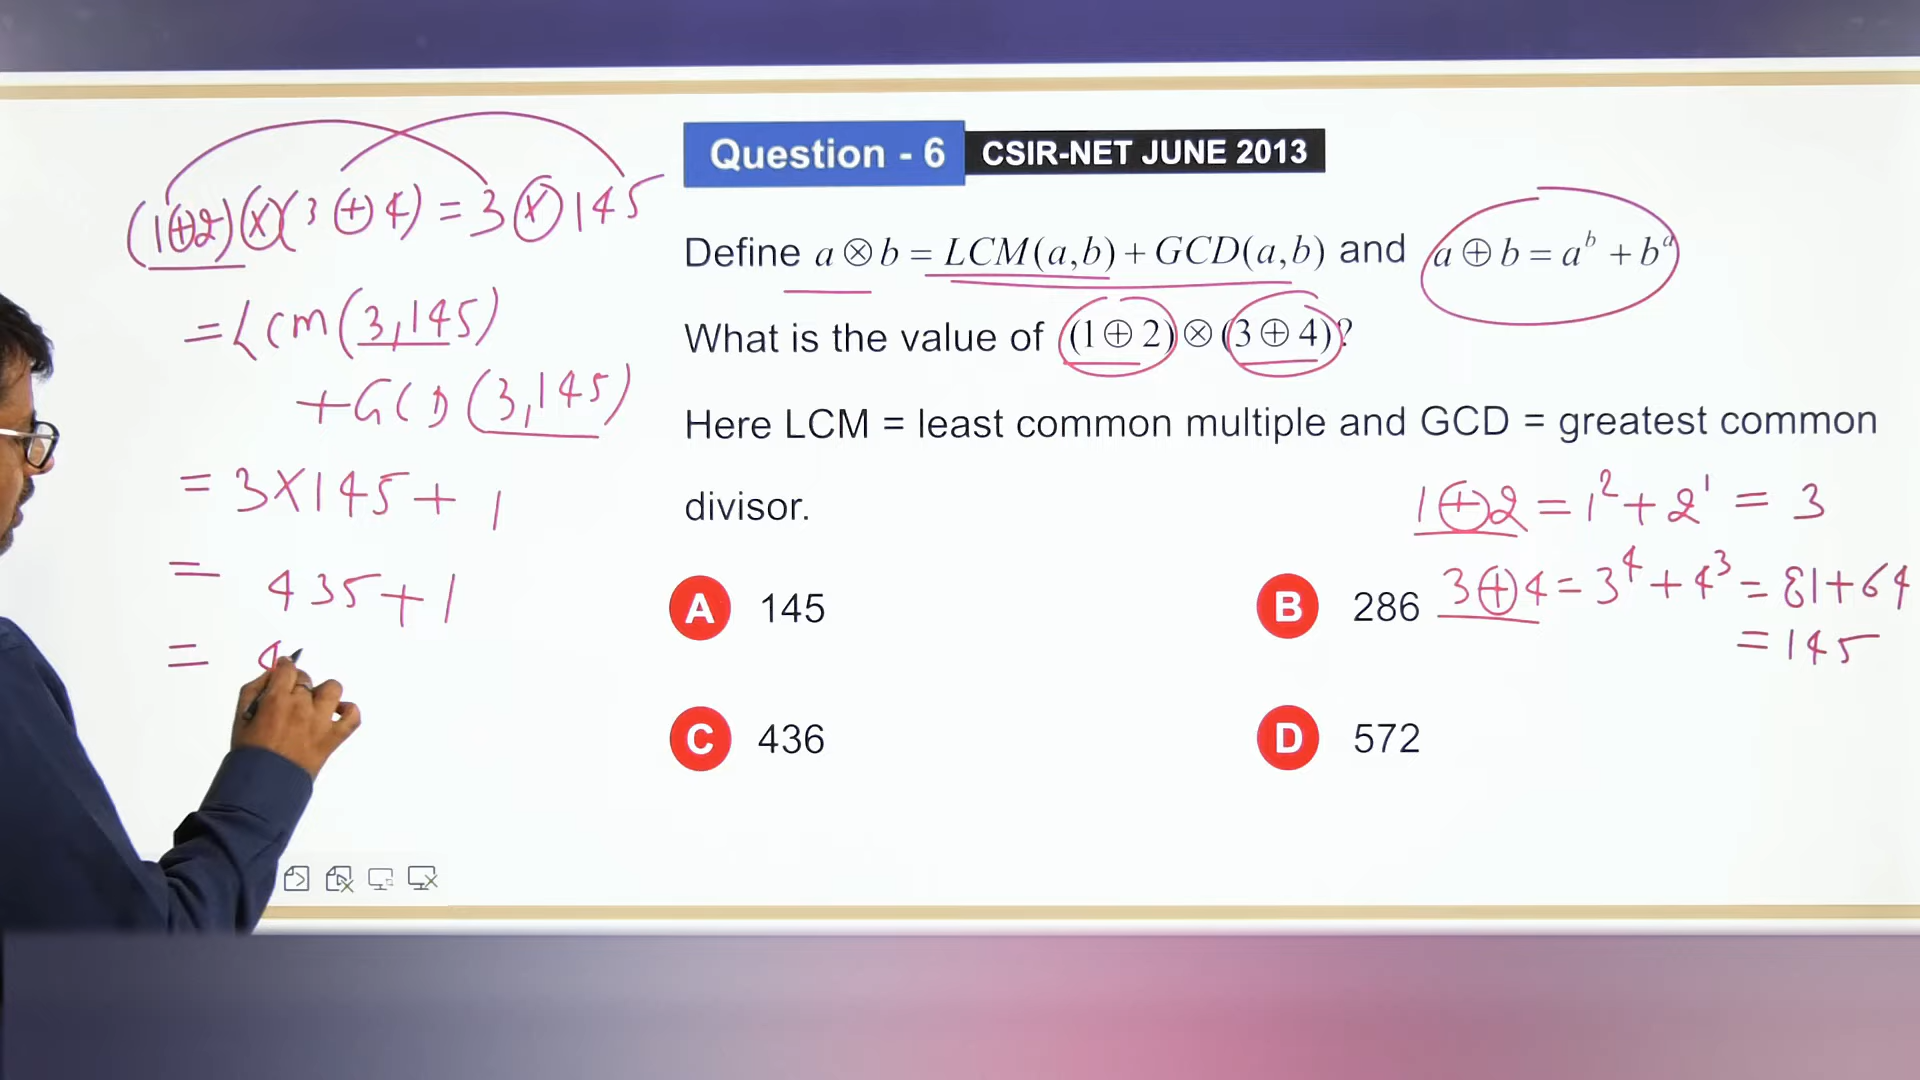 Question - 6 CSIR-NET JUNE 2013
Define a ⊗ b = LCM(a,b) + GCD(a,b) and a ⊕ b = a^b + b^a
What is the value of (1 ⊕ 2) ⊗ (3 ⊕ 4)?
Here LCM = least common multiple and GCD = greatest common
divisor.
A 145
B 286
C 436
D 572
(1⊕2)⊗(3⊕4) = 3⊗145
= LCM(3,145)
+GCD(3,145)
= 3×145+1
= 435+1
= 4
1⊕2 = 1²+2¹ = 3
3⊕4 = 3⁴+4³ = 81+64
= 145